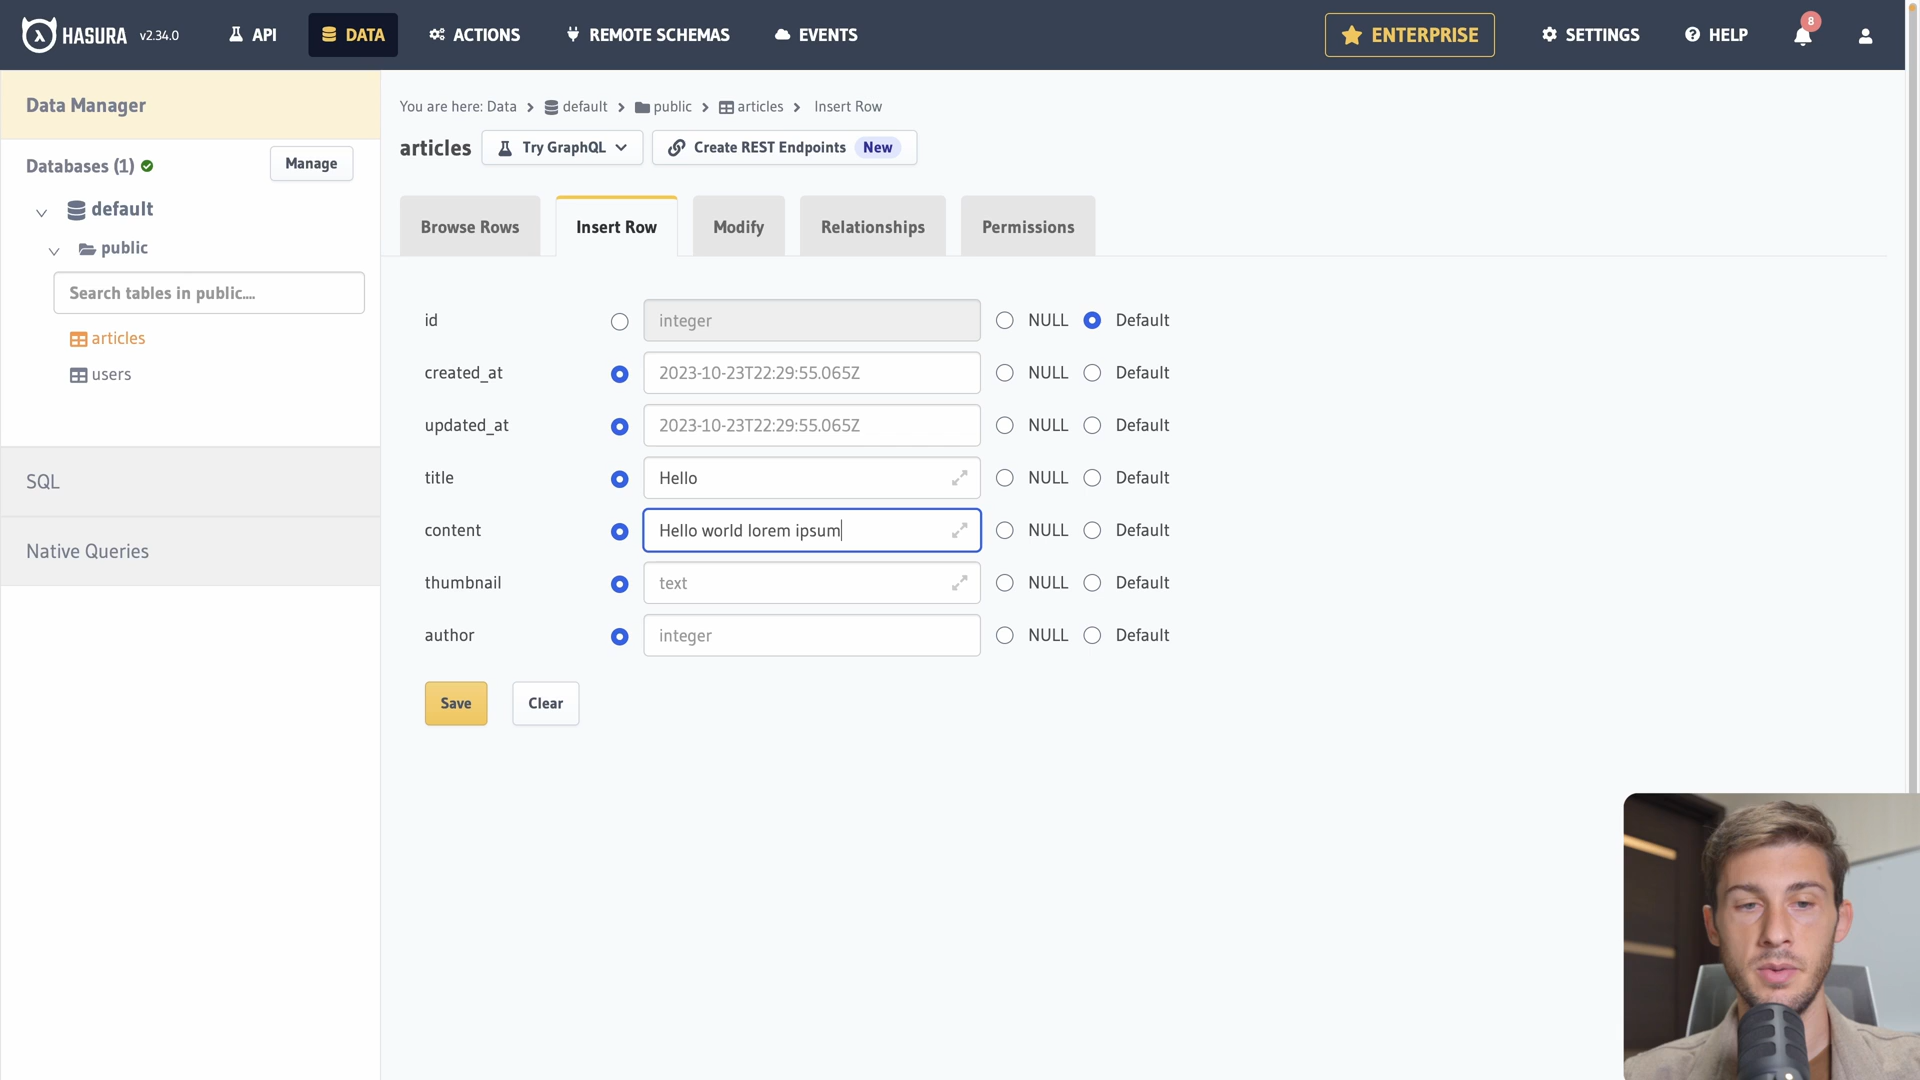 HASURA v2.34.0 API DATA ACTIONS REMOTE SCHEMAS EVENTS ENTERPRISE SETTINGS HELP 8
Data Manager
Databases (1) Manage
default
public
Search tables in public....
articles
users
SQL
Native Queries
You are here: Data > default > public > articles > Insert Row
articles Try GraphQL Create REST Endpoints New
Browse Rows Insert Row Modify Relationships Permissions
id integer NULL Default
created_at 2023-10-23T22:29:55.065Z NULL Default
updated_at 2023-10-23T22:29:55.065Z NULL Default
title Hello NULL Default
content Hello world lorem ipsum NULL Default
thumbnail text NULL Default
author integer NULL Default
Save Clear